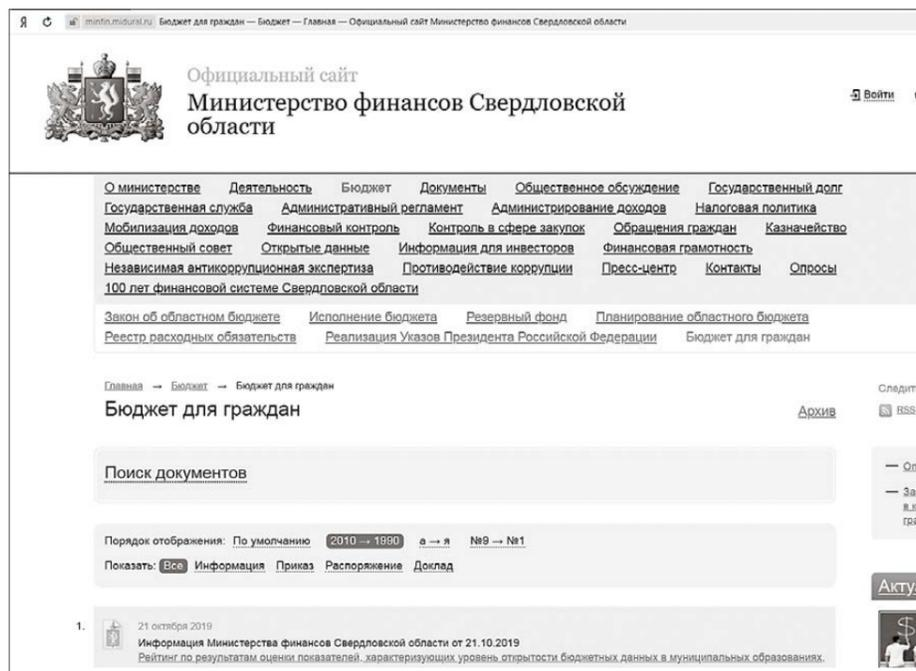 Я minfin.midural.ru Бюджет для граждан — Бюджет — Главная — Официальный сайт Министерство финансов Свердловской области
Официальный сайт
Министерство финансов Свердловской
области
Войти
О министерстве Деятельность Бюджет Документы Общественное обсуждение Государственный долг
Государственная служба Административный регламент Администрирование доходов Налоговая политика
Мобилизация доходов Финансовый контроль Контроль в сфере закупок Обращения граждан Казначейство
Общественный совет Открытые данные Информация для инвесторов Финансовая грамотность
Независимая антикоррупционная экспертиза Противодействие коррупции Пресс-центр Контакты Опросы
100 лет финансовой системе Свердловской области
Закон об областном бюджете Исполнение бюджета Резервный фонд Планирование областного бюджета
Реестр расходных обязательств Реализация Указов Президента Российской Федерации Бюджет для граждан
Главная → Бюджет → Бюджет для граждан
Следит
Бюджет для граждан Архив
RSS
Поиск документов
— Оп
— За
в к
гра
Порядок отображения: По умолчанию 2010 → 1990 а → я №9 → №1
Показать: Все Информация Приказ Распоряжение Доклад
Акту
1. 21 октября 2019
Информация Министерства финансов Свердловской области от 21.10.2019
Рейтинг по результатам оценки показателей, характеризующих уровень открытости бюджетных данных в муниципальных образованиях,